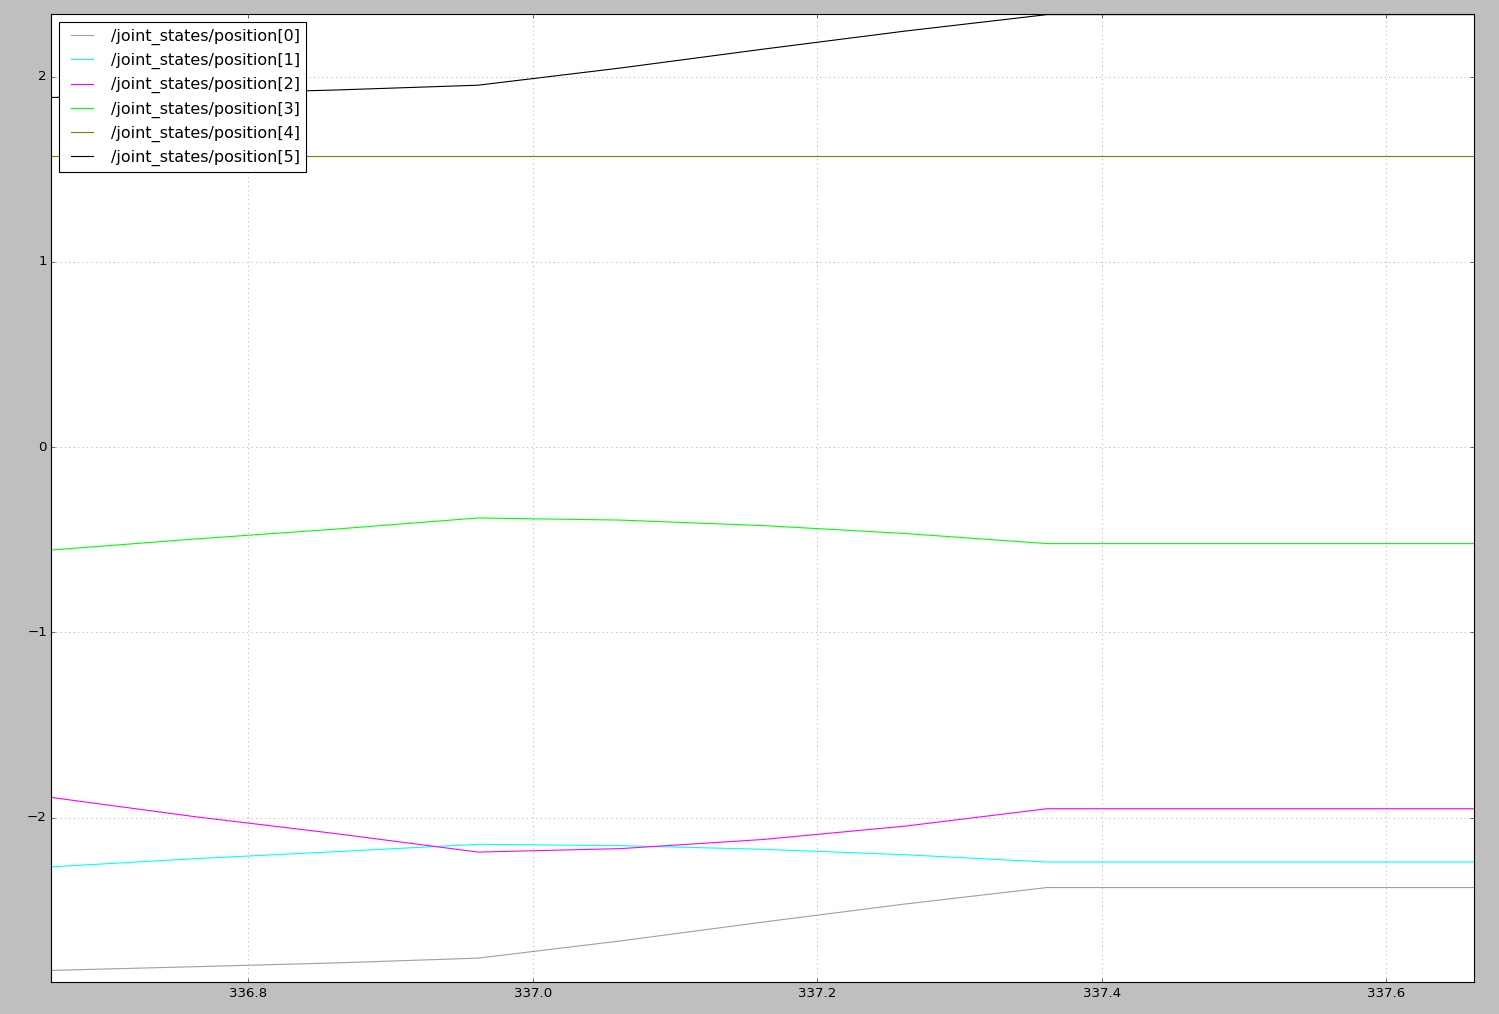 /joint_states/position[0]
/joint_states/position[1]
/joint_states/position[2]
/joint_states/position[3]
/joint_states/position[4]
/joint_states/position[5]
2
1
0
−1
−2
336.8 337.0 337.2 337.4 337.6